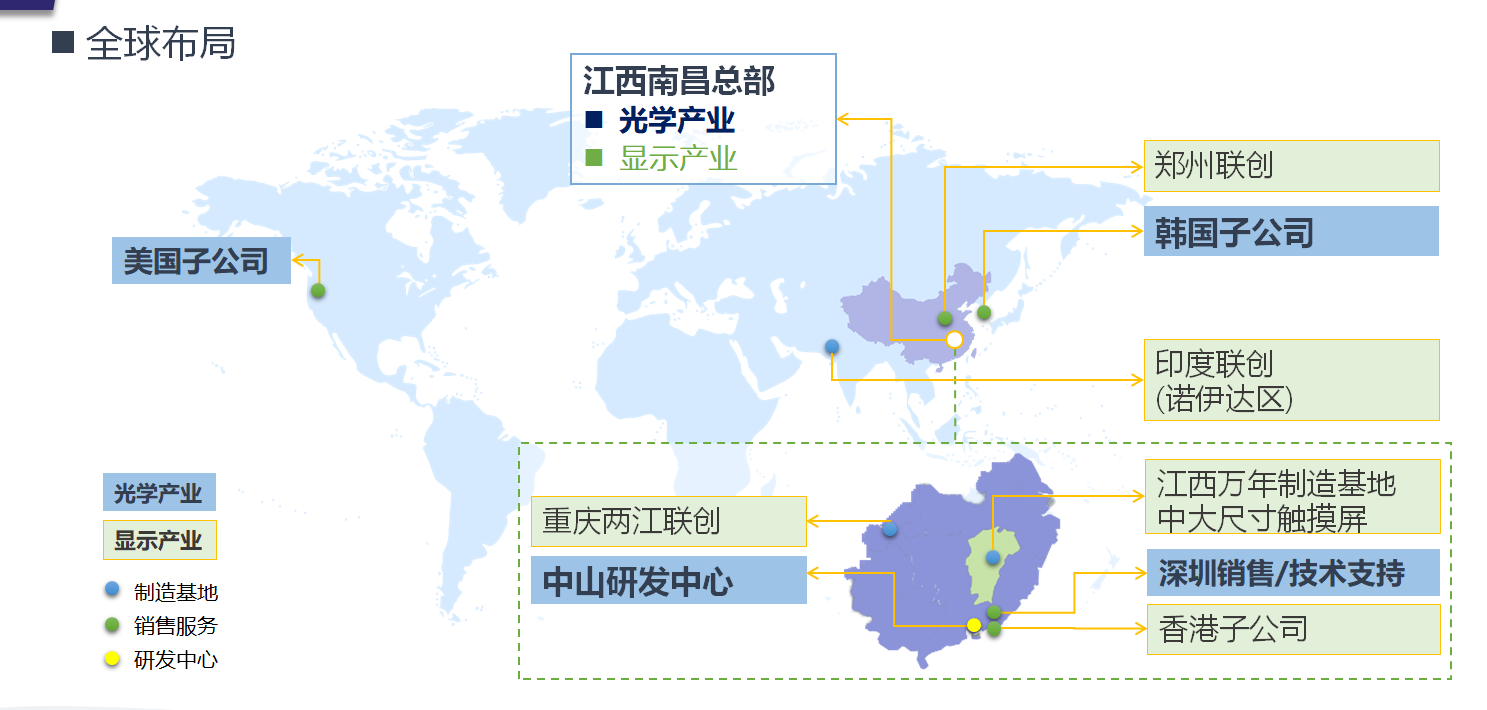 全球布局
江西南昌总部
光学产业
显示产业
郑州联创
韩国子公司
美国子公司
印度联创
(诺伊达区)
江西万年制造基地
中大尺寸触摸屏
重庆两江联创
中山研发中心
深圳销售/技术支持
香港子公司
光学产业
显示产业
制造基地
销售服务
研发中心